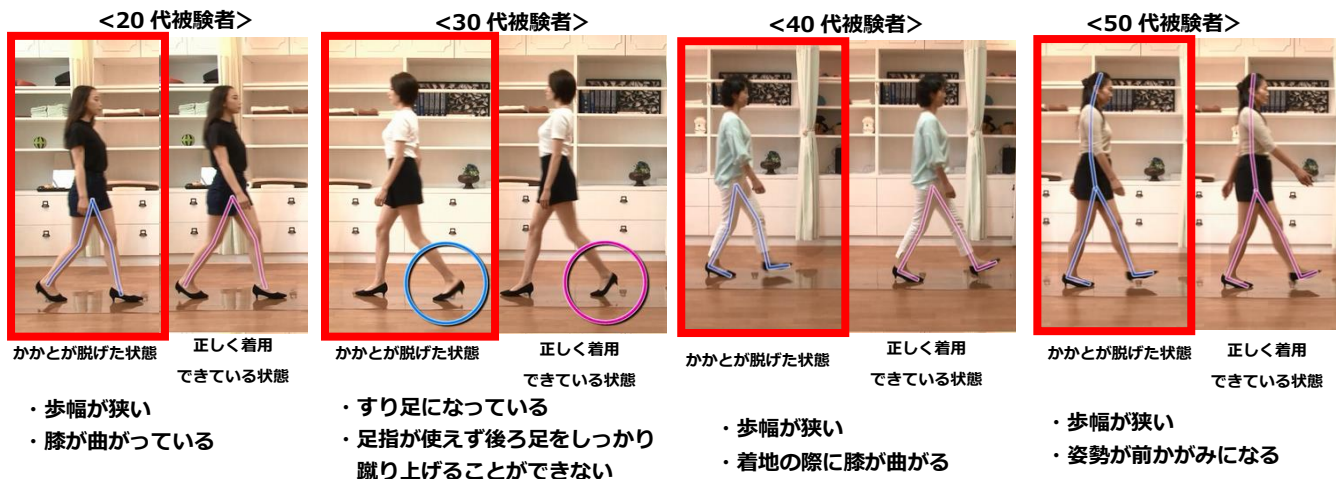 <20 代被験者>
かかとが脱げた状態
正しく着用
できている状態
・歩幅が狭い
・膝が曲がっている
<30 代被験者>
かかとが脱げた状態
正しく着用
できている状態
・すり足になっている
・足指が使えず後ろ足をしっかり
蹴り上げることができない
<40 代被験者>
かかとが脱げた状態
正しく着用
できている状態
・歩幅が狭い
・着地の際に膝が曲がる
<50 代被験者>
かかとが脱げた状態
正しく着用
できている状態
・歩幅が狭い
・姿勢が前かがみになる